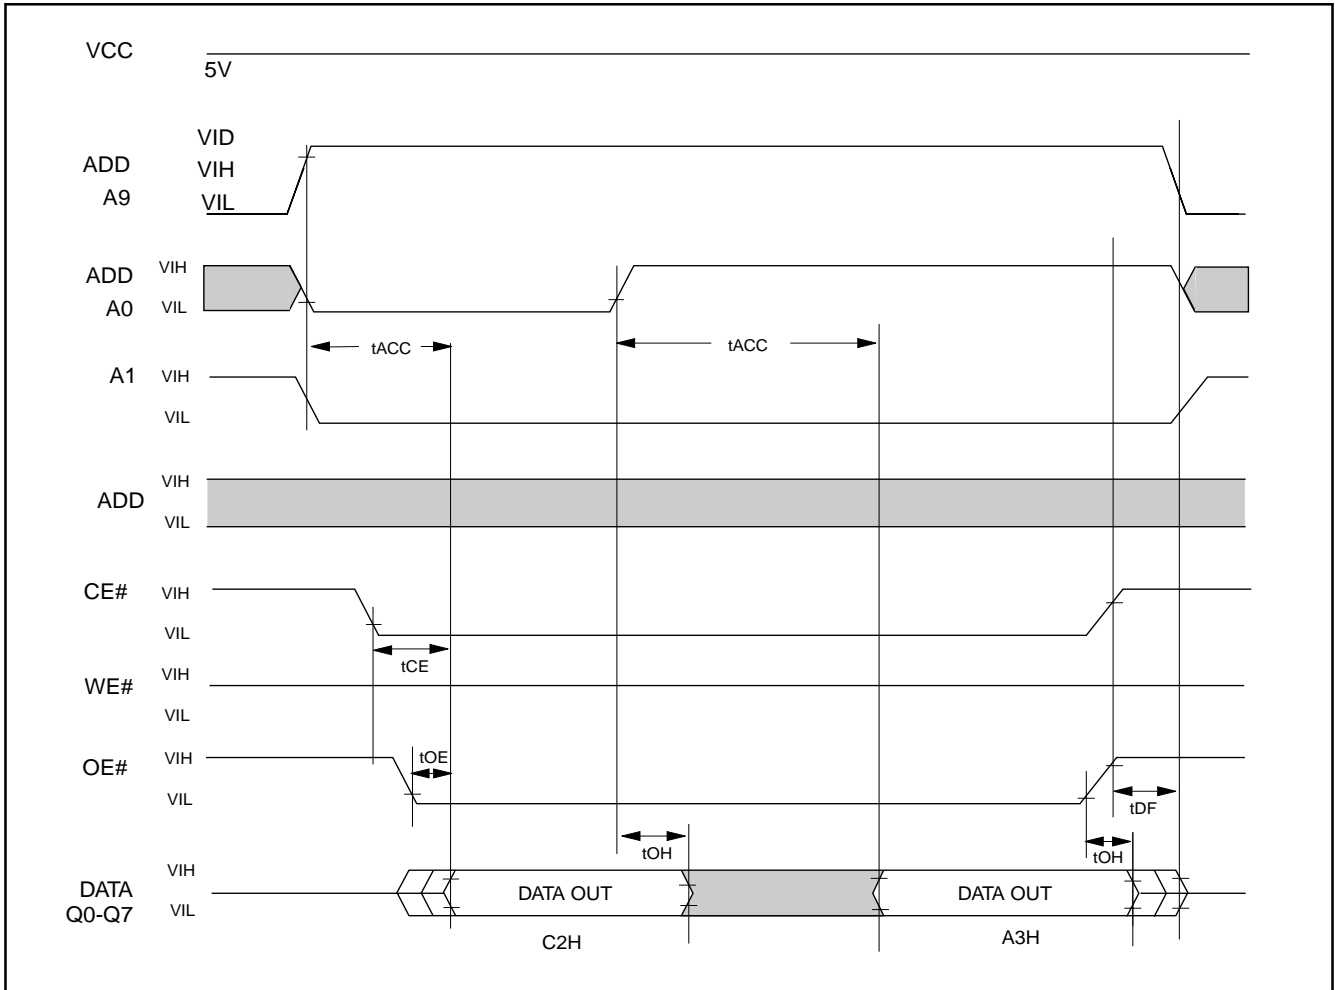 VCC
5V
VID
ADD
VIH
A9
VIL
ADD
VIH
A0
VIL
tACC
tACC
A1
VIH
VIL
ADD
VIH
VIL
CE#
VIH
VIL
tCE
WE#
VIH
VIL
OE#
VIH
tOE
VIL
tDF
tOH
tOH
DATA
Q0-Q7
VIH
VIL
DATA OUT
DATA OUT
C2H
A3H